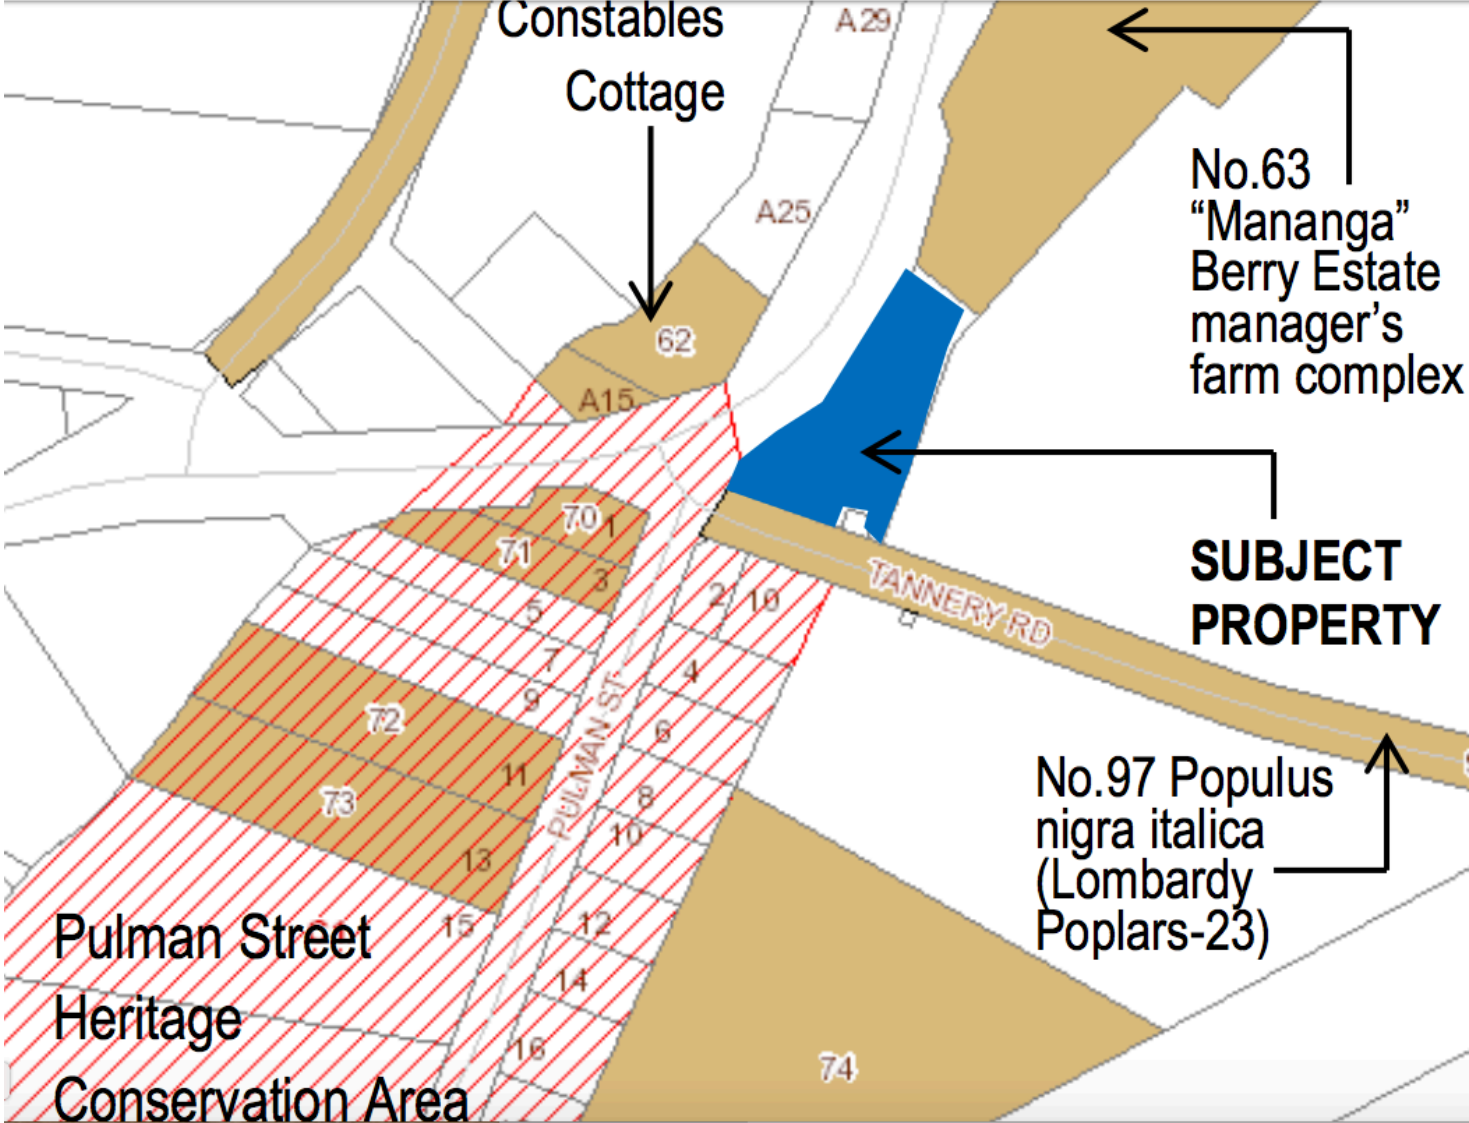 Constables
Cottage
A29
A25
62
A15
No.63
“Mananga”
Berry Estate
manager’s
farm complex
SUBJECT
PROPERTY
TANNERY RD
70
1
71
3
5
7
9
72
11
73
13
15
PULMAN ST
2
10
4
6
8
10
12
14
16
74
No.97 Populus
nigra italica
(Lombardy
Poplars-23)
Pulman Street
Heritage
Conservation Area